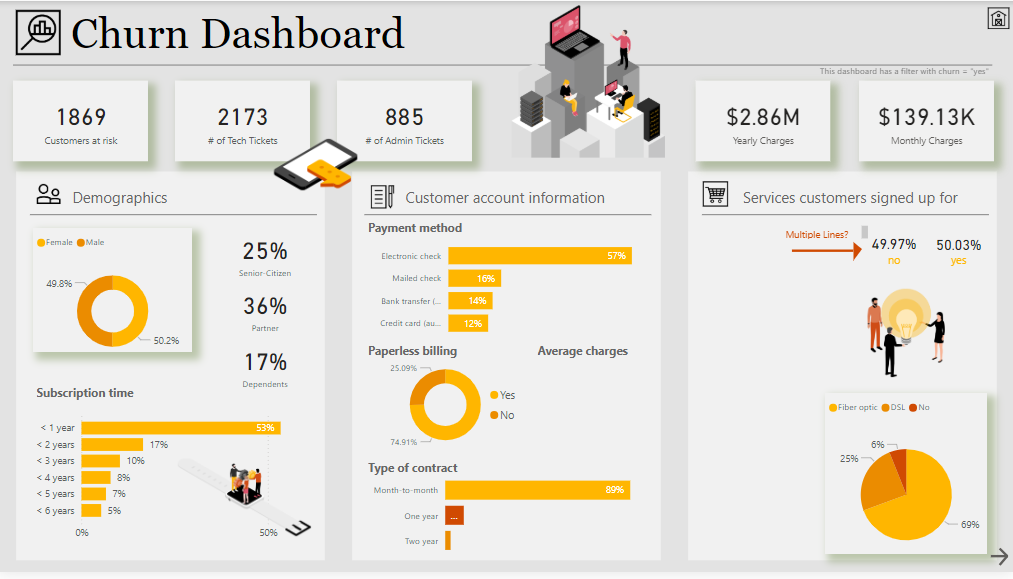 Churn Dashboard
This dashboard has a filter with churn = "yes"
1869
Customers at risk
2173
# of Tech Tickets
885
# of Admin Tickets
$2.86M
Yearly Charges
$139.13K
Monthly Charges
Demographics
Female Male
49.8%
50.2%
25%
Senior-Citizen
36%
Partner
17%
Dependents
Subscription time
< 1 year 53%
< 2 years 17%
< 3 years 10%
< 4 years 8%
< 5 years 7%
< 6 years 5%
0% 50%
Customer account information
Payment method
Electronic check 57%
Mailed check 16%
Bank transfer (... 14%
Credit card (au... 12%
Paperless billing
25.09%
74.91%
Yes
No
Average charges
Type of contract
Month-to-month 89%
One year ...
Two year
Services customers signed up for
Multiple Lines?
49.97% 50.03%
no yes
Fiber optic DSL No
6%
25%
69%